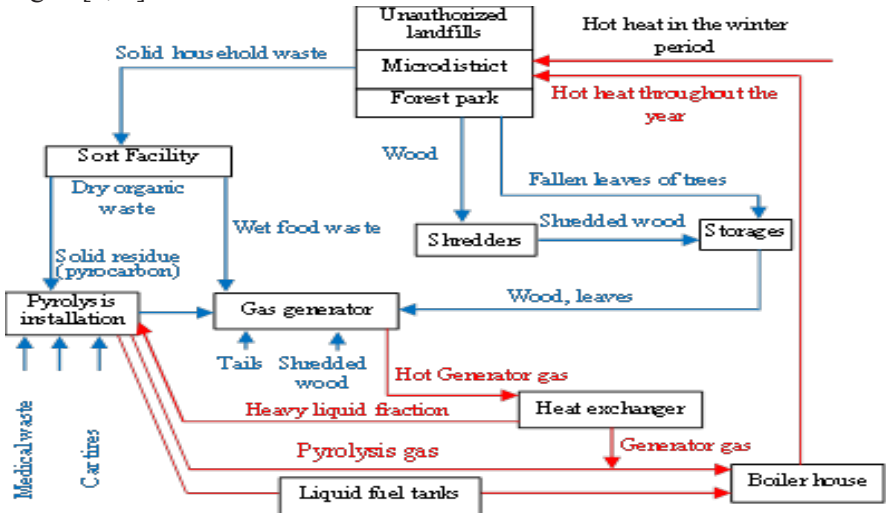 Unauthorized
landfills
Hot heat in the winter
period
Solid household waste
Microdistrict
Forest park
Hot heat throughout the
year
Sort Facility
Wood
Dry organic
waste
Fallen leaves of trees
Wet food waste
Shredded wood
Shredders
Storages
Solid residue
(pyrocarbon)
Pyrolysis
installation
Gas generator
Wood, leaves
Tails
Shredded
wood
Hot Generator gas
Heavy liquid fraction
Heat exchanger
Medical waste
Car tires
Pyrolysis gas
Generator gas
Liquid fuel tanks
Boiler house